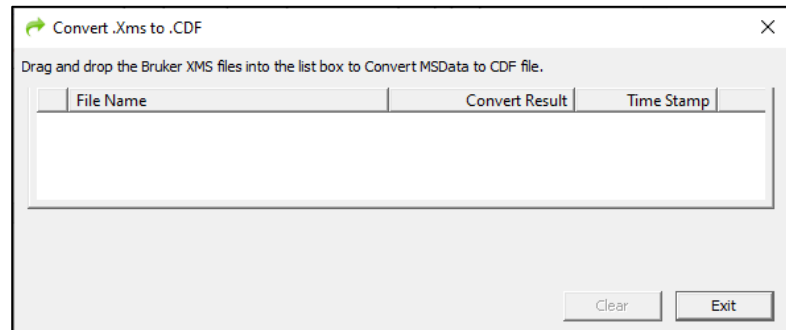 Convert .Xms to .CDF
Drag and drop the Bruker XMS files into the list box to Convert MSData to CDF file.
File Name Convert Result Time Stamp
Clear Exit